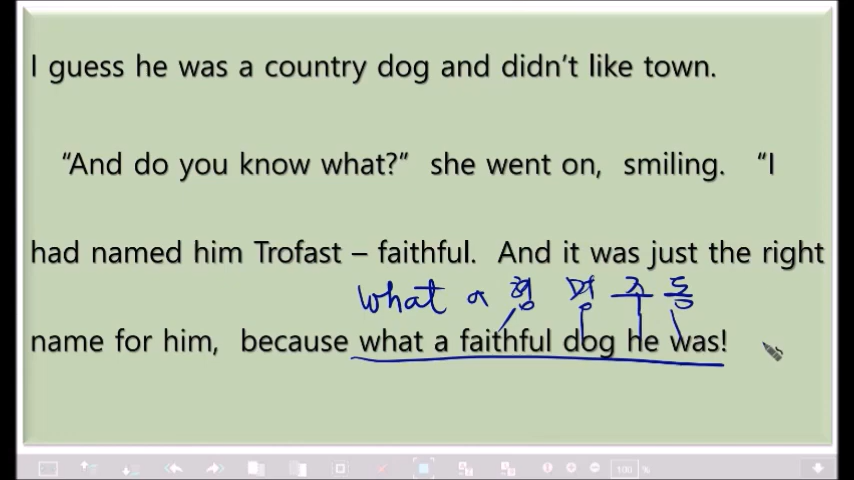 I guess he was a country dog and didn't like town.
“And do you know what?” she went on, smiling. “I
had named him Trofast – faithful. And it was just the right
what a 형 명 주 동
name for him, because what a faithful dog he was!
100 %